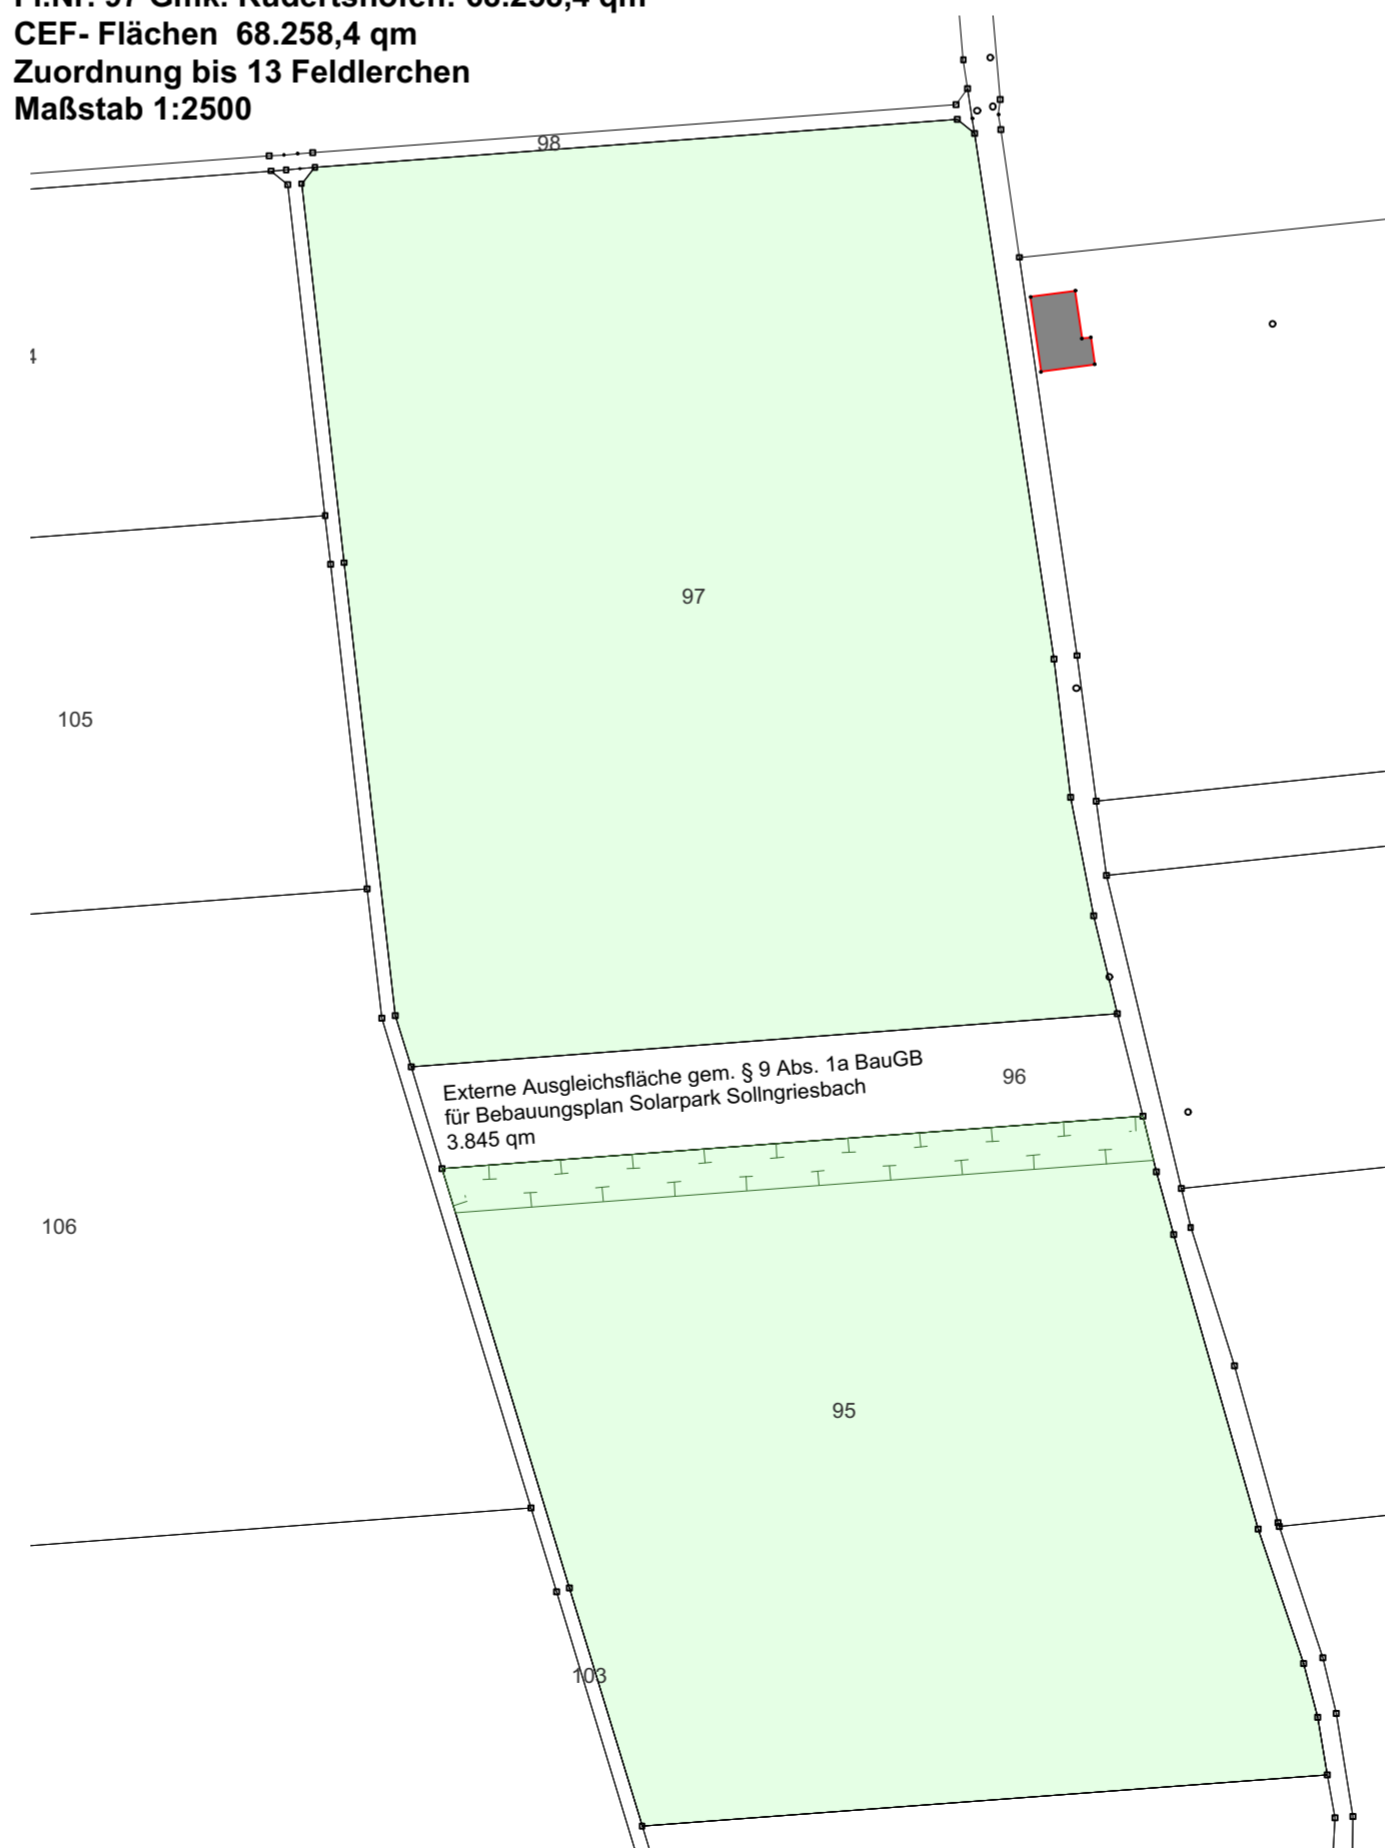 CEF- Flächen 68.258,4 qm
Zuordnung bis 13 Feldlerchen
Maßstab 1:2500
98
4
97
105
Externe Ausgleichsfläche gem. § 9 Abs. 1a BauGB
für Bebauungsplan Solarpark Sollngriesbach
3.845 qm
96
106
95
103